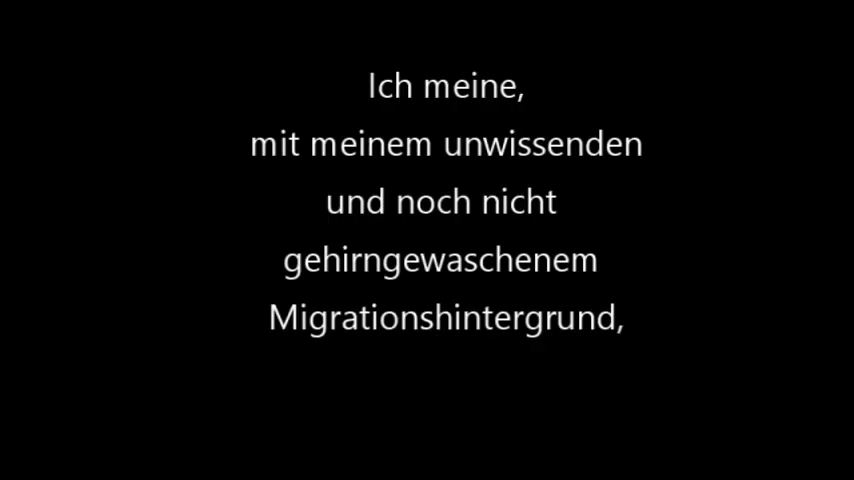 Ich meine,
mit meinem unwissenden
und noch nicht
gehirngewaschenem
Migrationshintergrund,